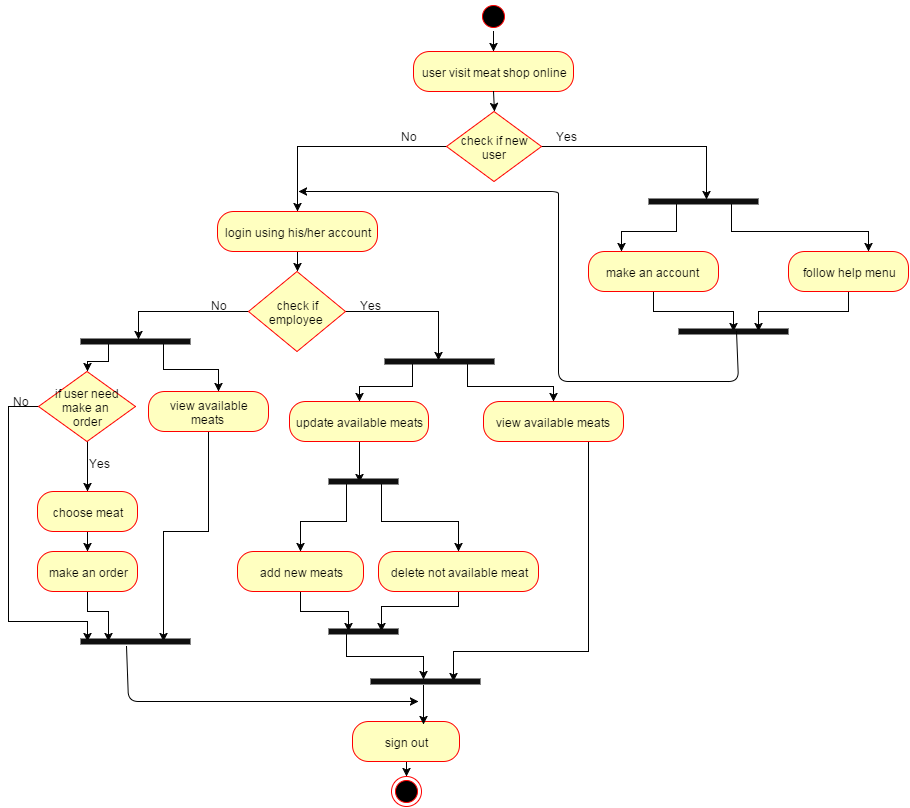 user visit meat shop online
No
Yes
check if new
user
login using his/her account
make an account
follow help menu
No
Yes
check if
employee
if user need
make an
order
No
view available
meats
update available meats
view available meats
Yes
choose meat
add new meats
delete not available meat
make an order
sign out